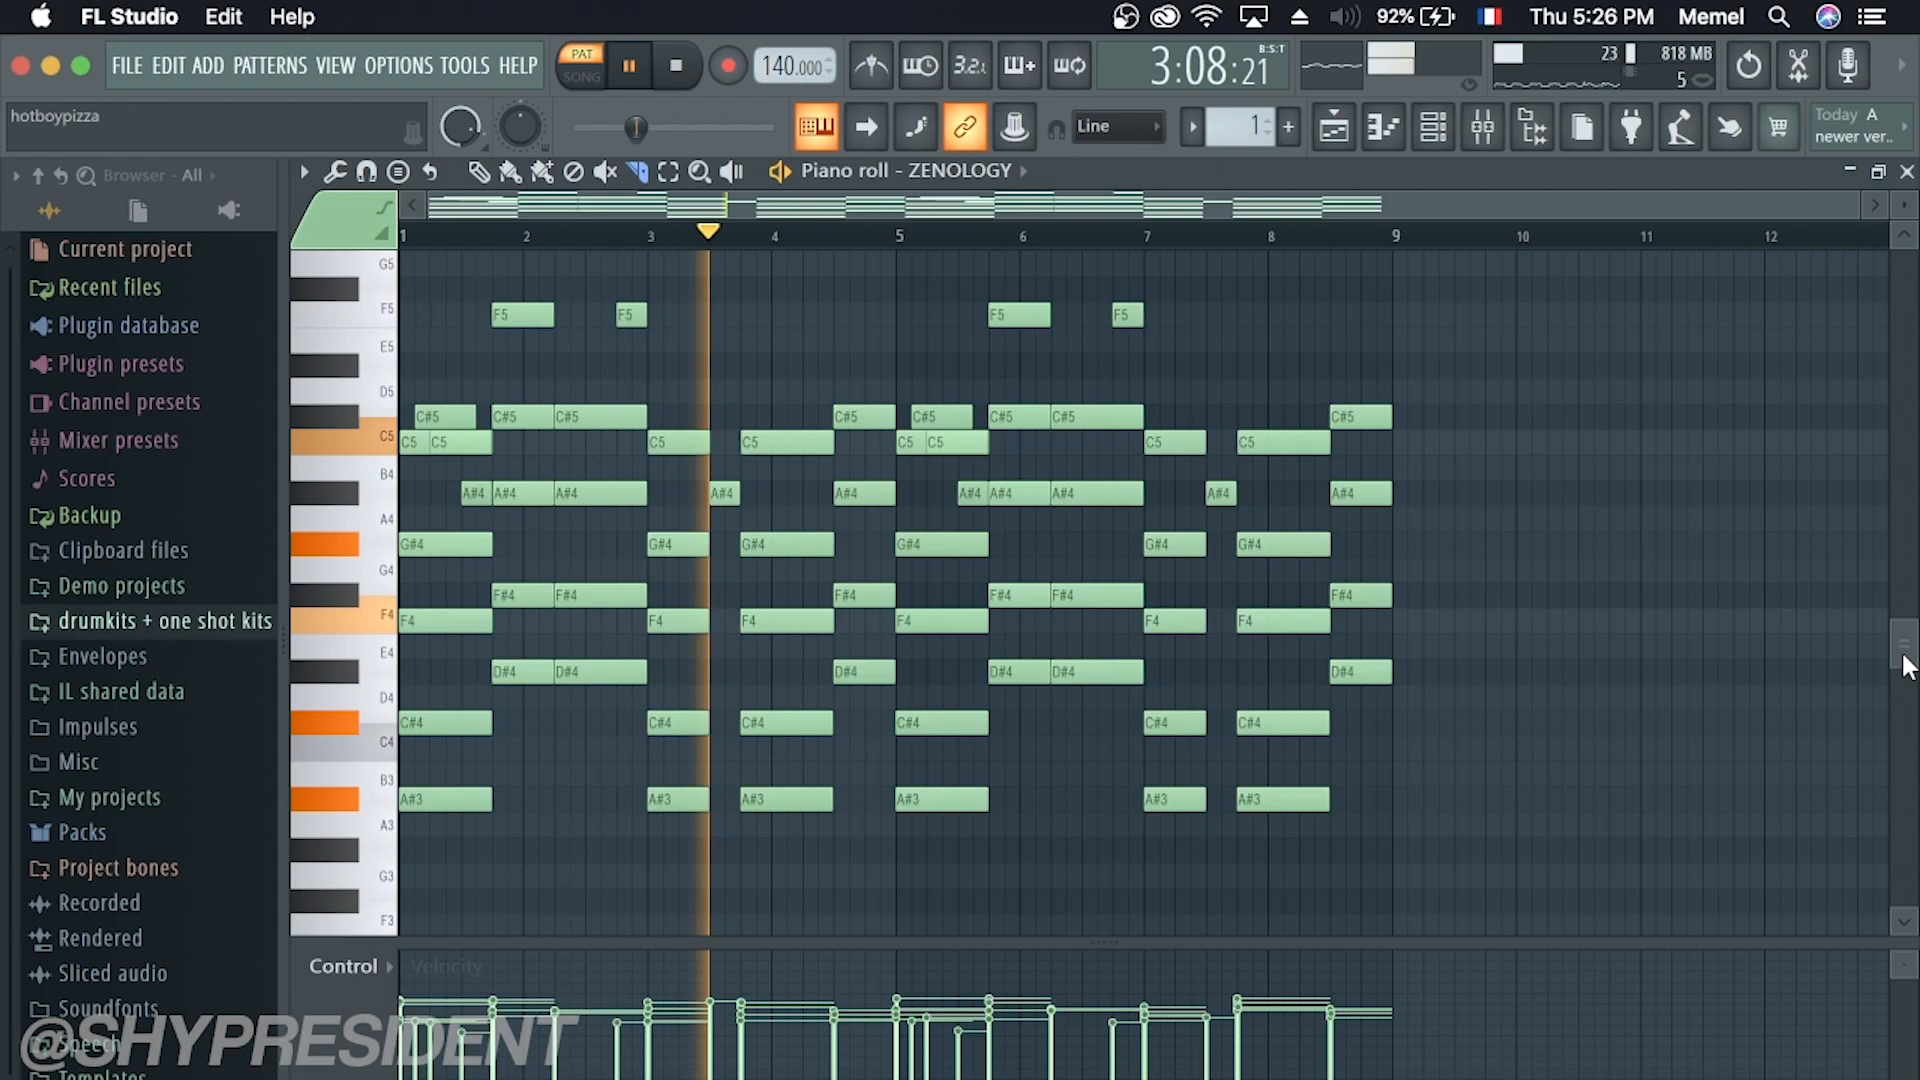 FL Studio Edit Help
92% Thu 5:26 PM Memel
FILE EDIT ADD PATTERNS VIEW OPTIONS TOOLS HELP
PAT
SONG
140.000
3:08:21
B:S:T
23
818 MB
5
hotboypizza
Line
1
Today A
newer ver..
Browser - All
Piano roll - ZENOLOGY
1 2 3 4 5 6 7 8 9 10 11 12
Current project
Recent files
Plugin database
Plugin presets
Channel presets
Mixer presets
Scores
Backup
Clipboard files
Demo projects
drumkits + one shot kits
Envelopes
IL shared data
Impulses
Misc
My projects
Packs
Project bones
Recorded
Rendered
Sliced audio
Soundfonts
Speech
Templates
G5
F5 F5 F5 F5 F5
E5
D5
C#5 C#5 C#5 C#5 C#5 C#5 C#5 C#5
C5 C5 C5 C5 C5 C5 C5 C5 C5
B4
A#4 A#4 A#4 A#4 A#4 A#4 A#4 A#4 A#4 A#4
A4
G#4 G#4 G#4 G#4 G#4 G#4
G4
F#4 F#4 F#4 F#4 F#4 F#4
F4 F4 F4 F4 F4 F4 F4
E4
D#4 D#4 D#4 D#4 D#4 D#4
D4
C#4 C#4 C#4 C#4 C#4 C#4
C4
B3
A#3 A#3 A#3 A#3 A#3 A#3
A3
G3
F3
Control Velocity
@SHYPRESIDENT